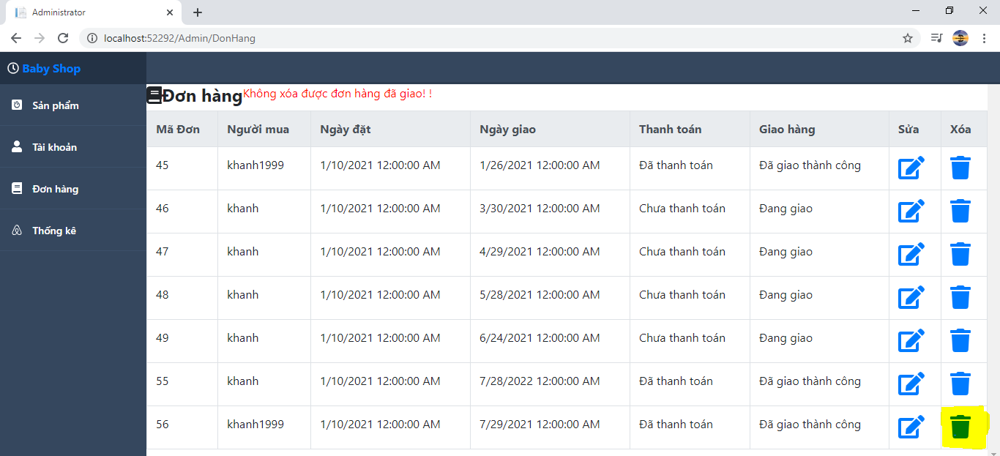 Administrator
localhost:52292/Admin/DonHang
Baby Shop
Sản phẩm
Tài khoản
Đơn hàng
Thống kê
Đơn hàng Không xóa được đơn hàng đã giao! !
Mã Đơn Người mua Ngày đặt Ngày giao Thanh toán Giao hàng Sửa Xóa
45 khanh1999 1/10/2021 12:00:00 AM 1/26/2021 12:00:00 AM Đã thanh toán Đã giao thành công
46 khanh 1/10/2021 12:00:00 AM 3/30/2021 12:00:00 AM Chưa thanh toán Đang giao
47 khanh 1/10/2021 12:00:00 AM 4/29/2021 12:00:00 AM Chưa thanh toán Đang giao
48 khanh 1/10/2021 12:00:00 AM 5/28/2021 12:00:00 AM Chưa thanh toán Đang giao
49 khanh 1/10/2021 12:00:00 AM 6/24/2021 12:00:00 AM Chưa thanh toán Đang giao
55 khanh 1/10/2021 12:00:00 AM 7/28/2022 12:00:00 AM Đã thanh toán Đã giao thành công
56 khanh1999 1/10/2021 12:00:00 AM 7/29/2021 12:00:00 AM Đã thanh toán Đã giao thành công